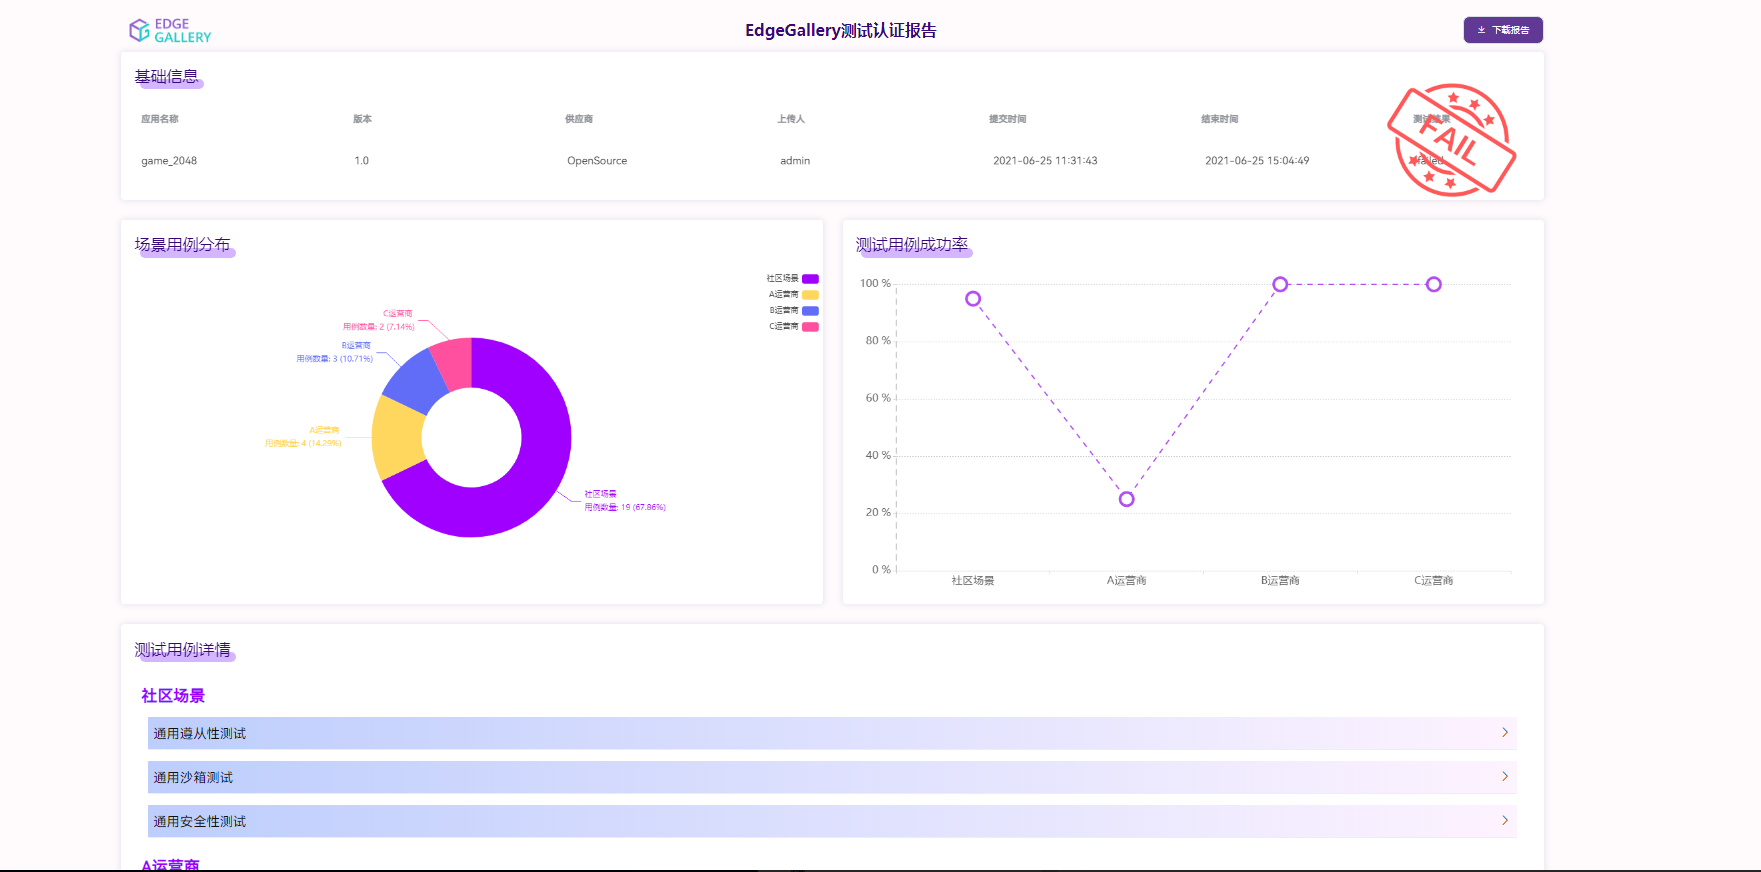 EDGE
GALLERY
EdgeGallery测试认证报告
下载报告
基础信息
应用名称 版本 供应商 上传人 提交时间 结束时间 测试结果
game_2048 1.0 OpenSource admin 2021-06-25 11:31:43 2021-06-25 15:04:49 failed
FAIL
场景用例分布
社区场景
A运营商
B运营商
C运营商
C运营商
用例数量: 2 (7.14%)
B运营商
用例数量: 3 (10.71%)
A运营商
用例数量: 4 (14.29%)
社区场景
用例数量: 19 (67.86%)
测试用例成功率
100 %
80 %
60 %
40 %
20 %
0 %
社区场景 A运营商 B运营商 C运营商
测试用例详情
社区场景
通用遵从性测试
通用沙箱测试
通用安全性测试
A运营商